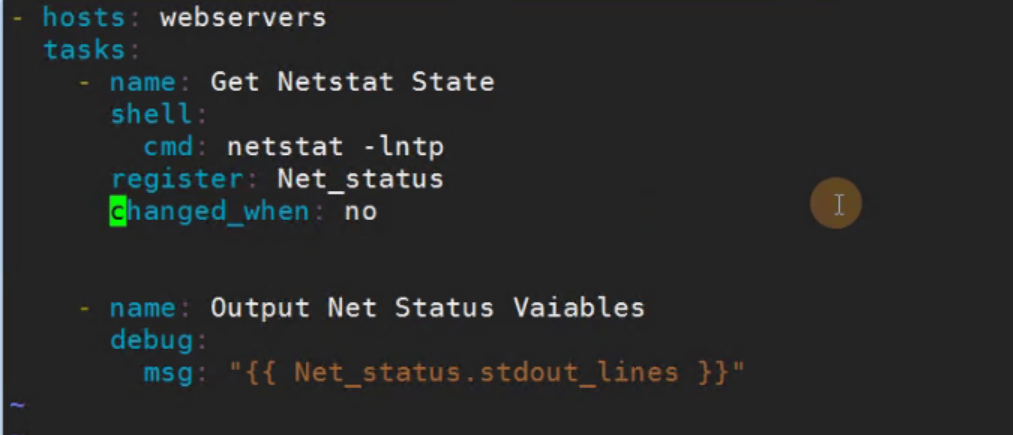 - hosts: webservers
  tasks:
    - name: Get Netstat State
      shell:
        cmd: netstat -lntp
      register: Net_status
      changed_when: no
    - name: Output Net Status Vaiables
      debug:
        msg: "{{ Net_status.stdout_lines }}"
~